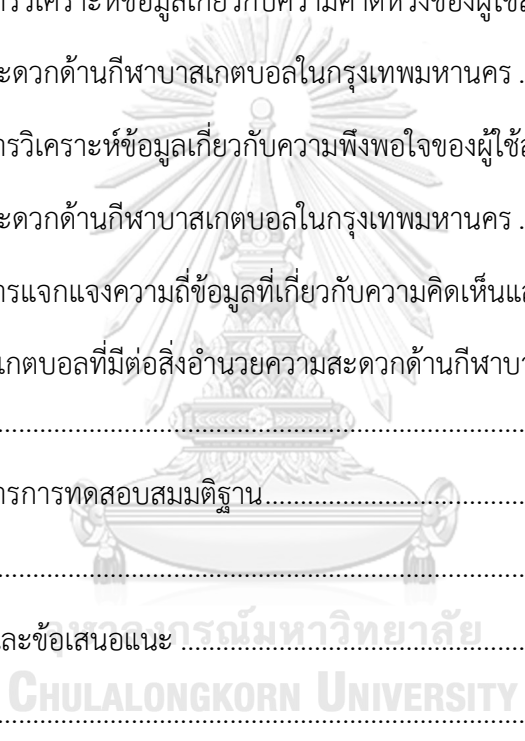 ารวิเคราะห์ข้อมูลเกี่ยวกับความคาดหวังของผู้ใช้ส
ะดวกด้านกีฬาบาสเกตบอลในกรุงเทพมหานคร .
ารวิเคราะห์ข้อมูลเกี่ยวกับความพึงพอใจของผู้ใช้ส
ะดวกด้านกีฬาบาสเกตบอลในกรุงเทพมหานคร .
ารแจกแจงความถี่ข้อมูลที่เกี่ยวกับความคิดเห็นแล
เกตบอลที่มีต่อสิ่งอำนวยความสะดวกด้านกีฬาบา
................................................................
ารการทดสอบสมมติฐาน................................
................................................................
ละข้อเสนอแนะ ..........................................
จุฬาลงกรณ์มหาวิทยาลัย
CHULALONGKORN UNIVERSITY
................................................................